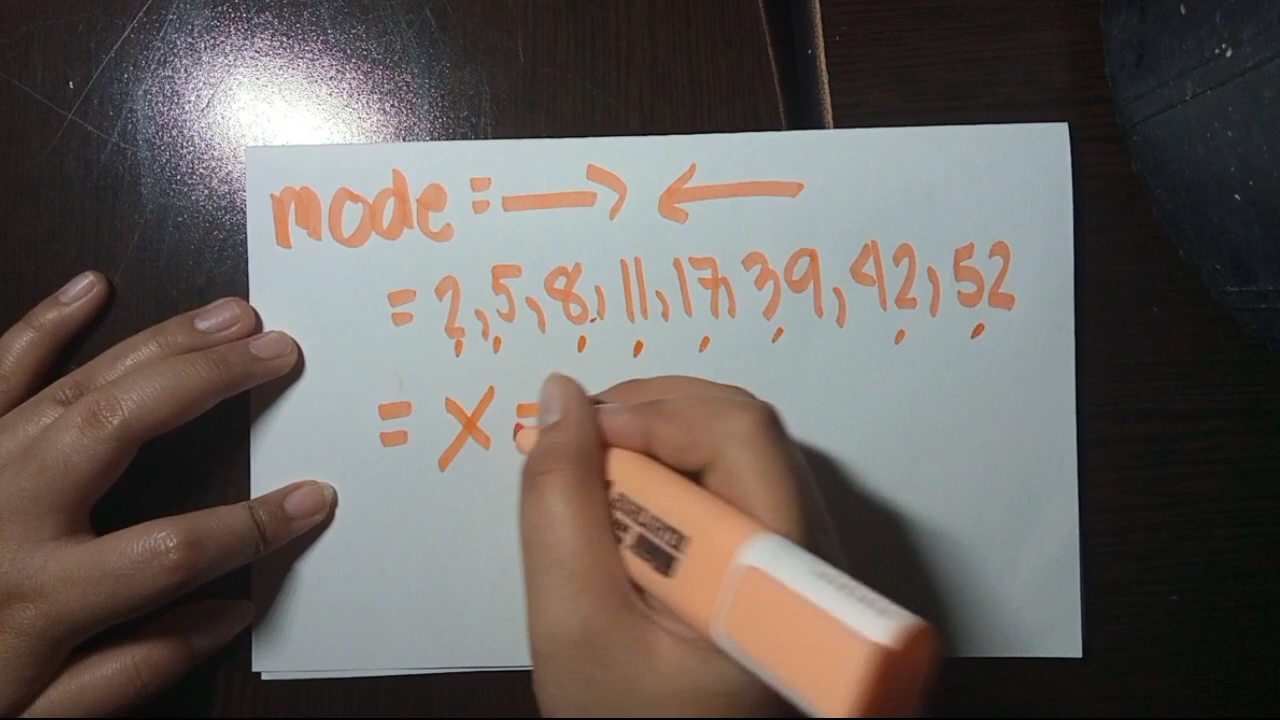 mode = → ←
= 2, 5, 8, 11, 17, 39, 42, 52
= X =